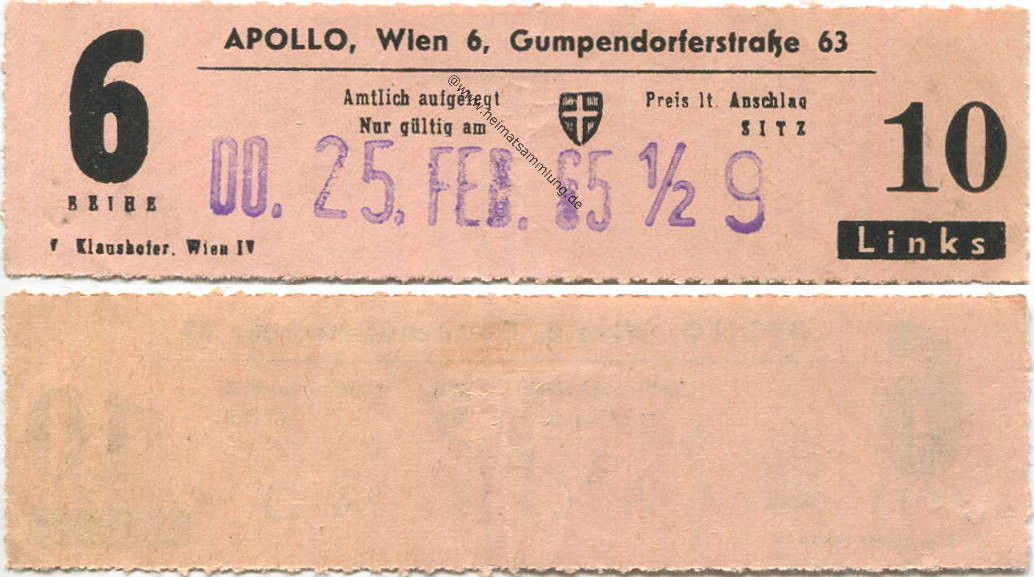 6
APOLLO, Wien 6, Gumpendorferstraße 63
Amtlich aufgelegt
Nur gültig am
Preis lt. Anschlag
SITZ
10
00. 25. FEB. 65 ½ 9
REIHE
Klaushofer, Wien IV
Links
@www.heimatsammlung.de